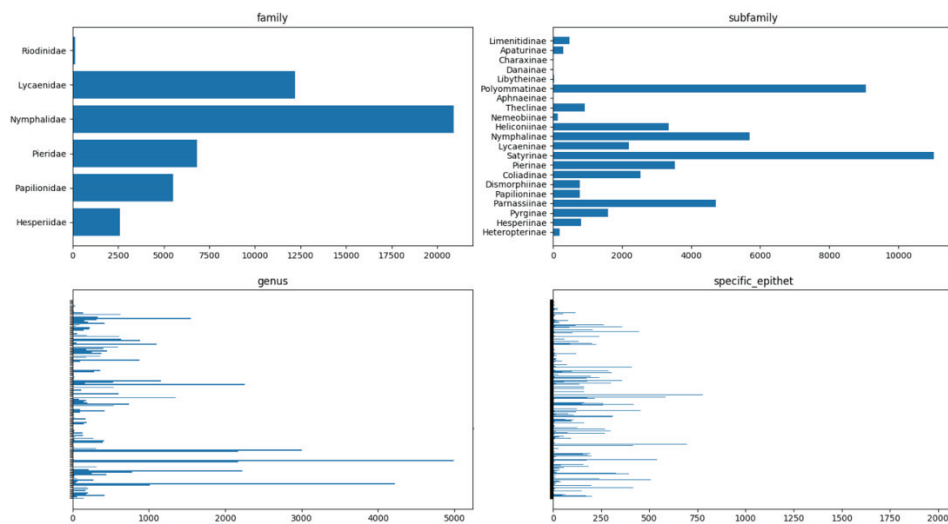 family
Riodinidae
Lycaenidae
Nymphalidae
Pieridae
Papilionidae
Hesperiidae
0 2500 5000 7500 10000 12500 15000 17500 20000
subfamily
Limenitidinae
Apaturinae
Charaxinae
Danainae
Libytheinae
Polyommatinae
Aphnaeinae
Theclinae
Nemeobiinae
Heliconiinae
Nymphalinae
Lycaeninae
Satyrinae
Pierinae
Coliadinae
Dismorphiinae
Papilioninae
Parnassiinae
Pyrginae
Hesperiinae
Heteropterinae
0 2000 4000 6000 8000 10000
genus
0 1000 2000 3000 4000 5000
specific_epithet
0 250 500 750 1000 1250 1500 1750